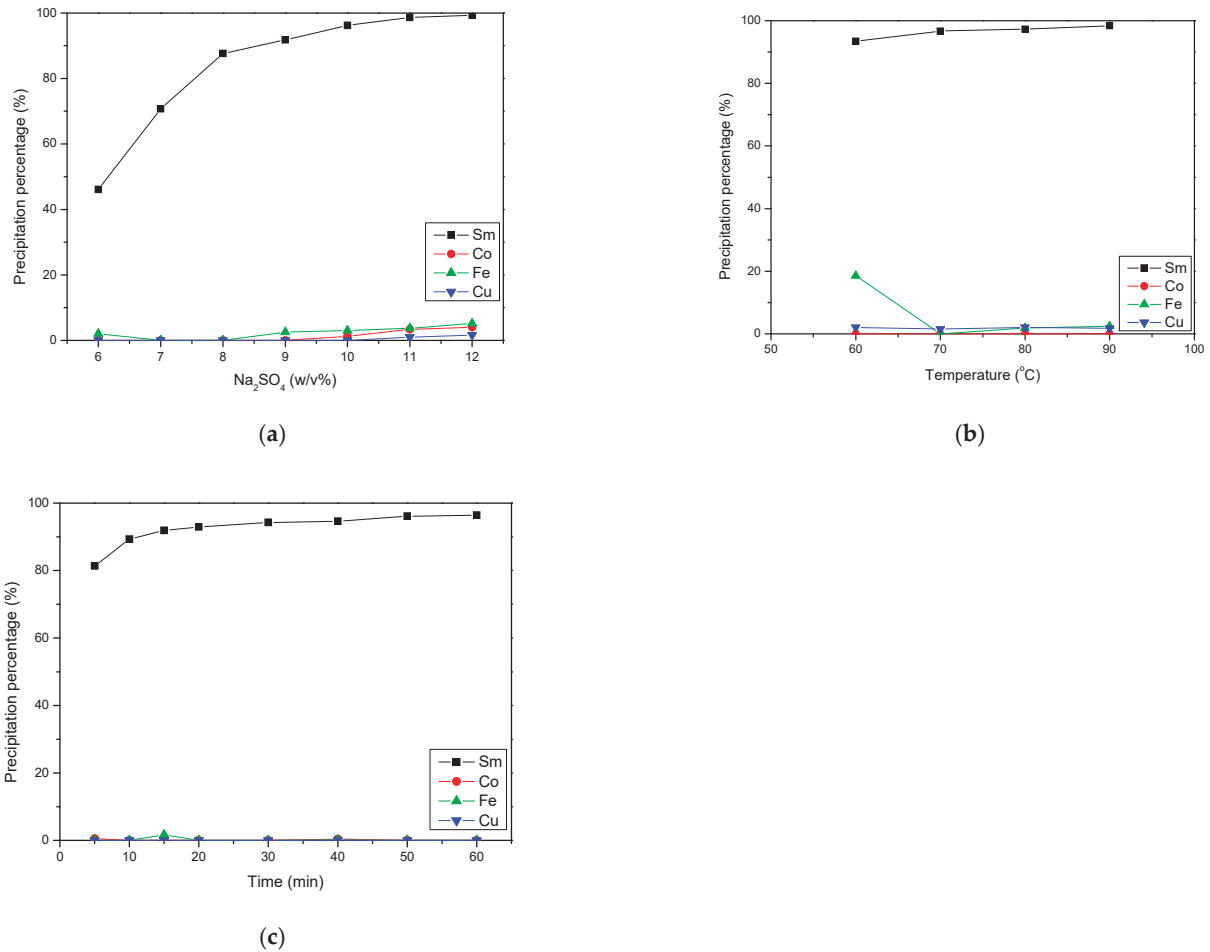 100
80
60
40
20
0
Precipitation percentage (%)
Sm
Co
Fe
Cu
6 7 8 9 10 11 12
Na₂SO₄ (w/v%)
(a)
100
80
60
40
20
0
Precipitation percentage (%)
Sm
Co
Fe
Cu
50 60 70 80 90 100
Temperature (°C)
(b)
100
80
60
40
20
0
Precipitation percentage (%)
Sm
Co
Fe
Cu
0 10 20 30 40 50 60
Time (min)
(c)